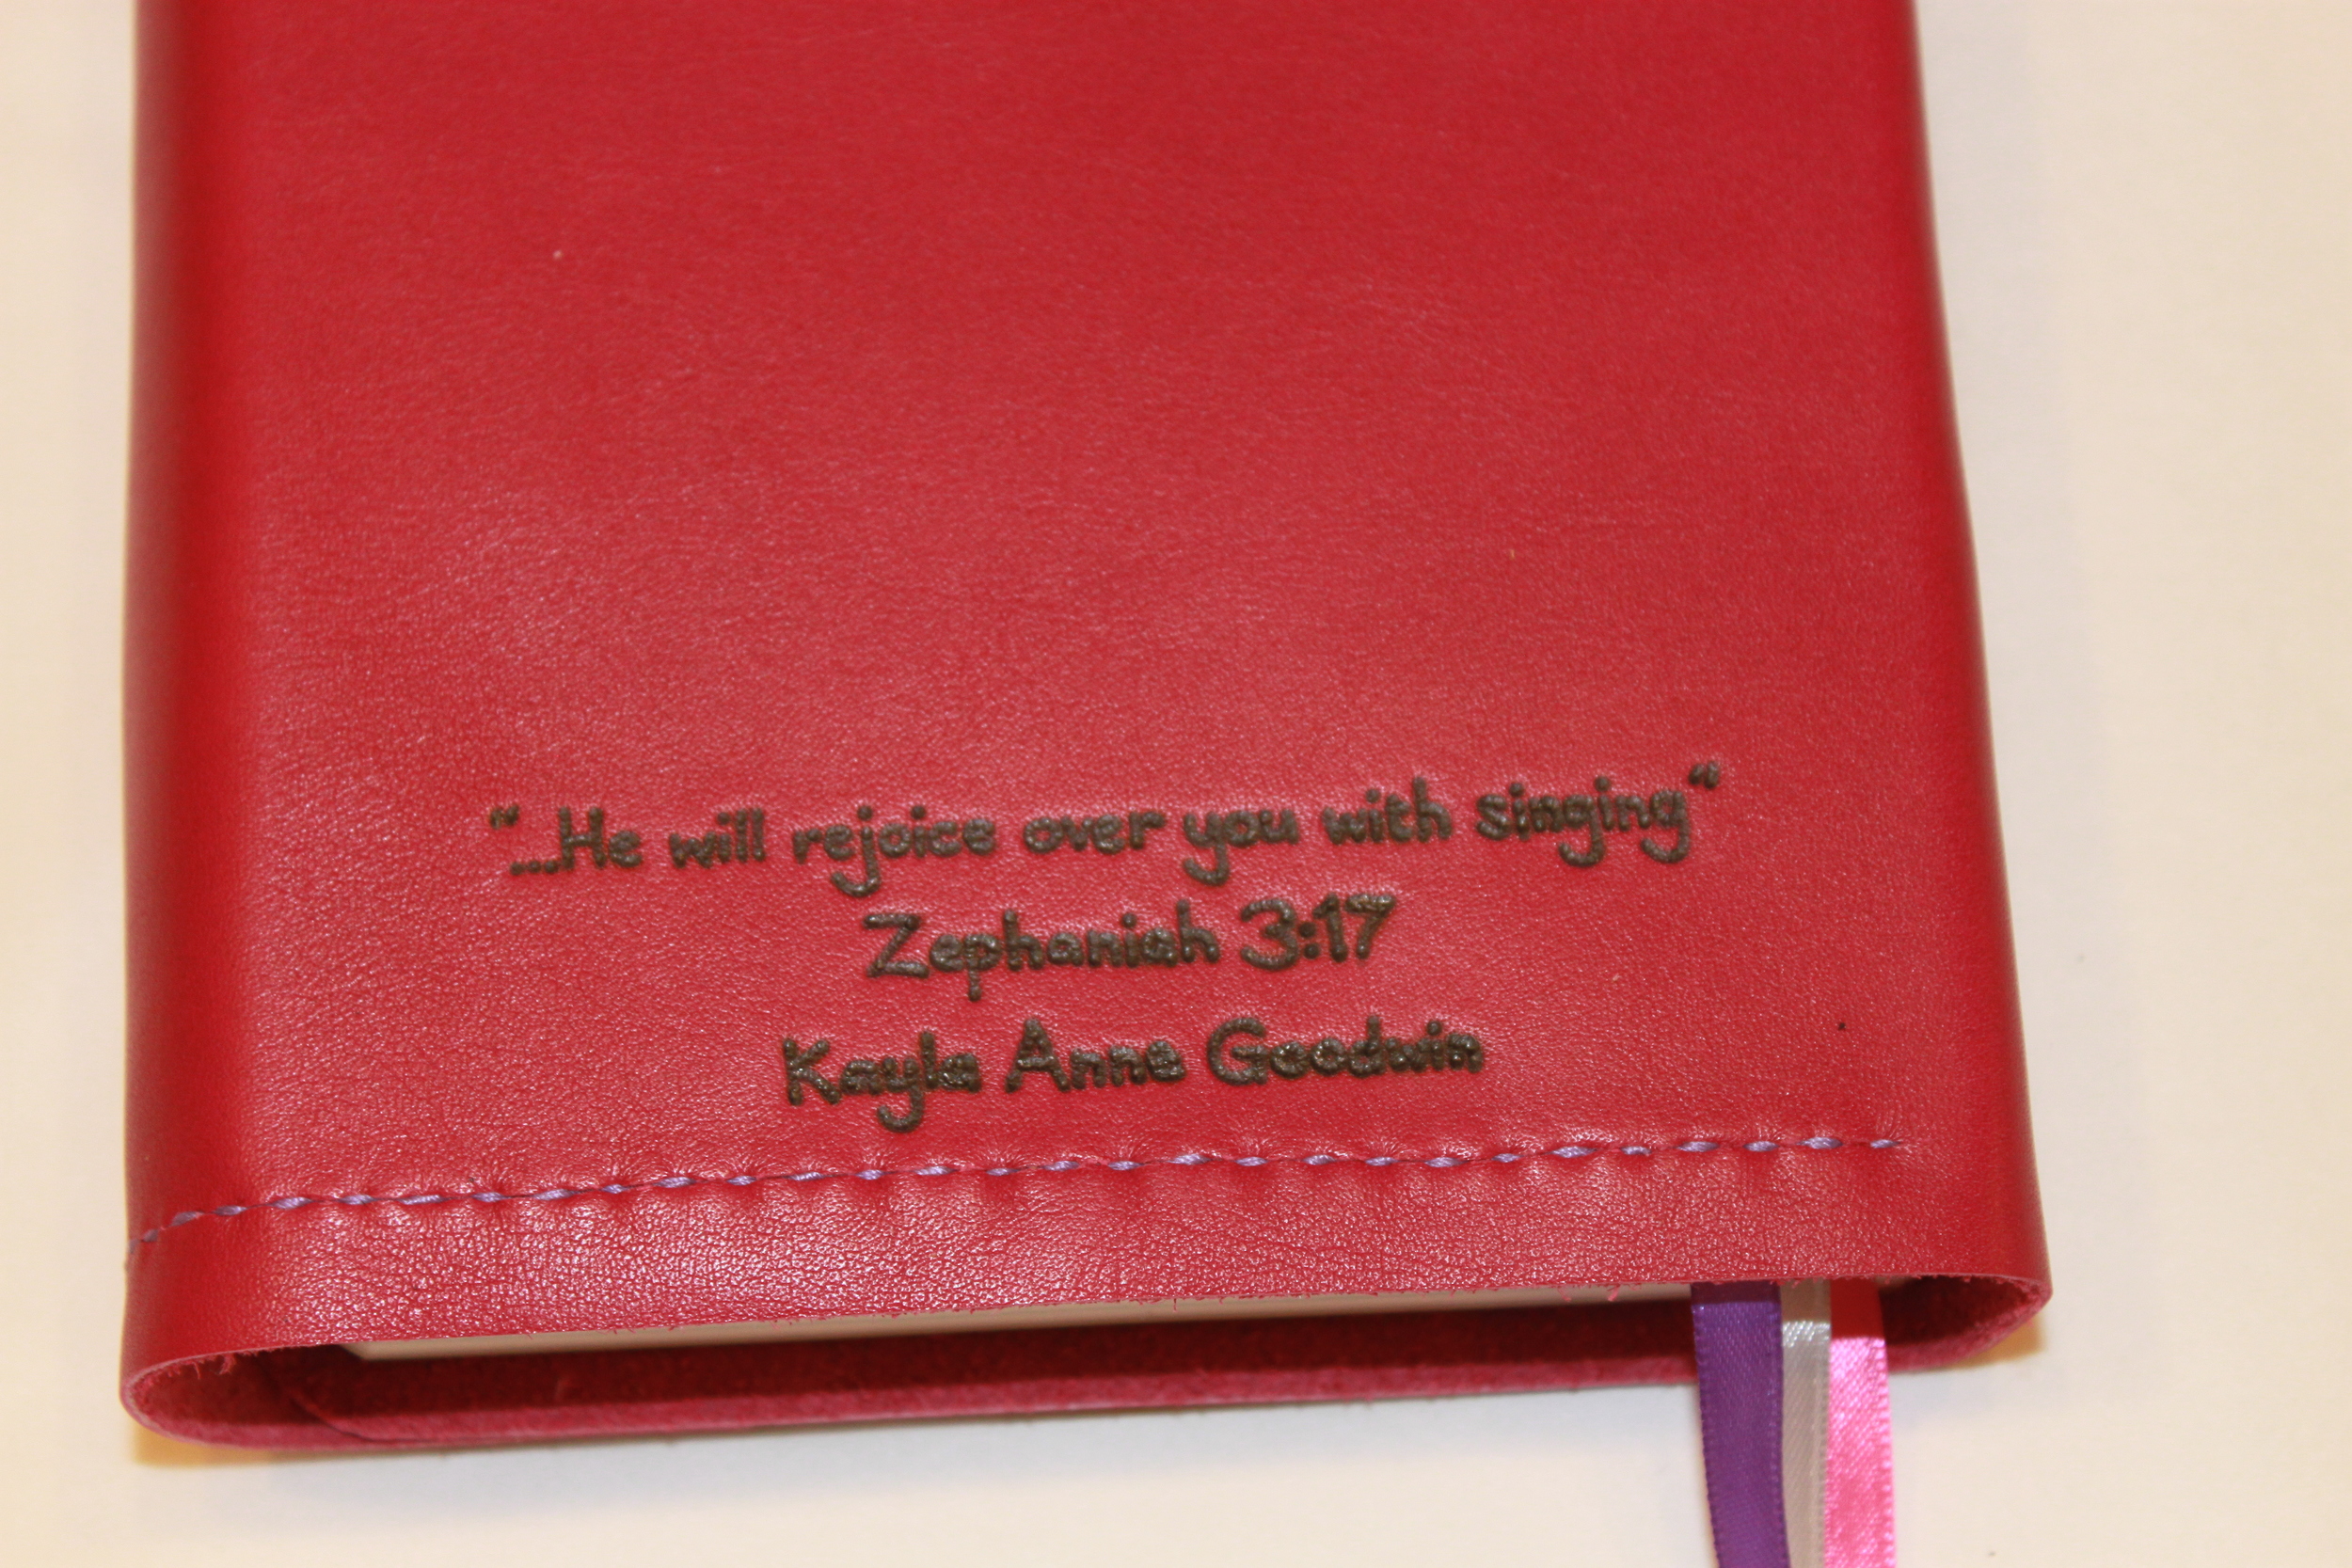 “...He will rejoice over you with singing”
Zephaniah 3:17
Kayla Anne Goodwin